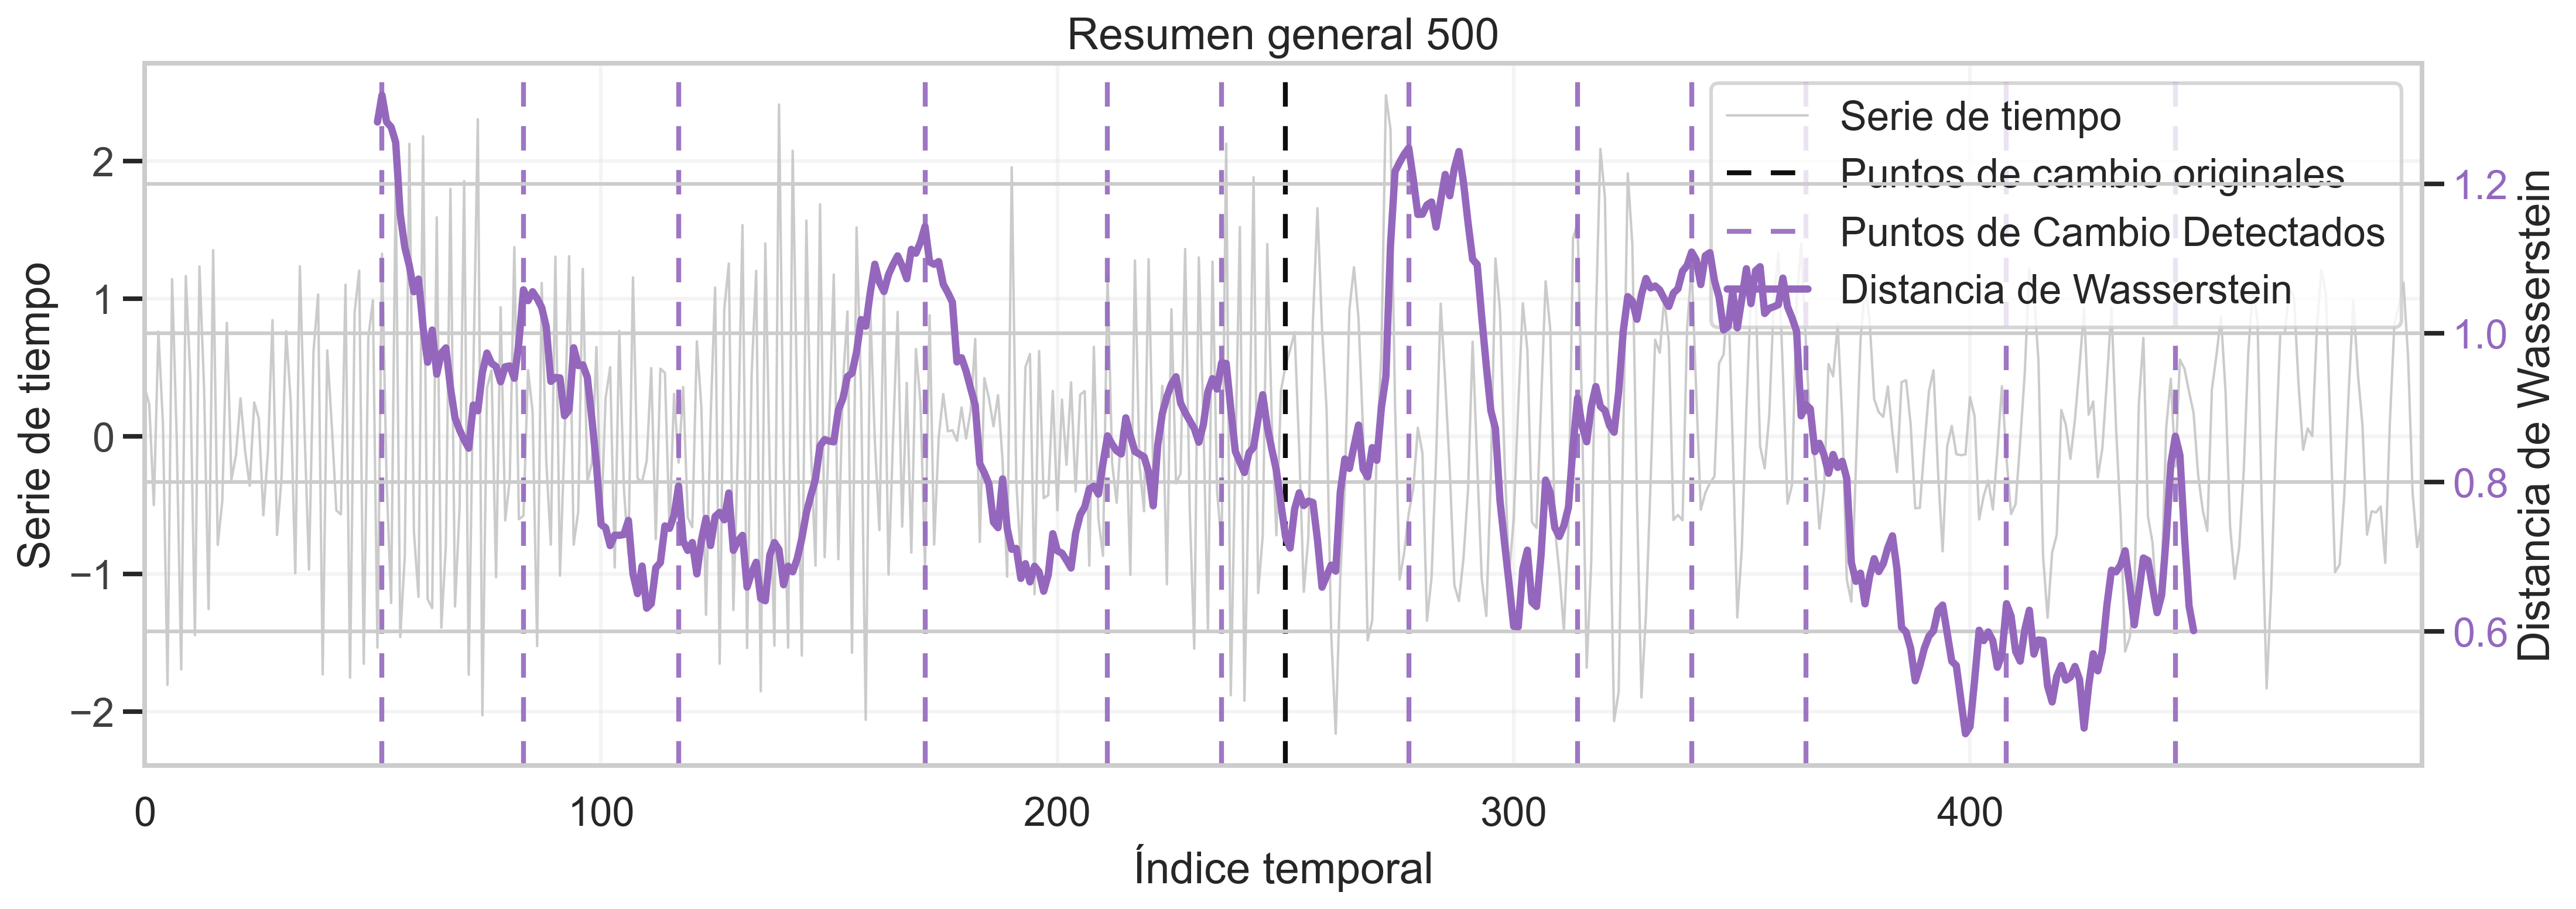 Resumen general 500
Serie de tiempo
2
1
0
−1
−2
Serie de tiempo
Puntos de cambio originales
Puntos de Cambio Detectados
Distancia de Wasserstein
1.2
1.0
0.8
0.6
Distancia de Wasserstein
0
100
200
300
400
Índice temporal